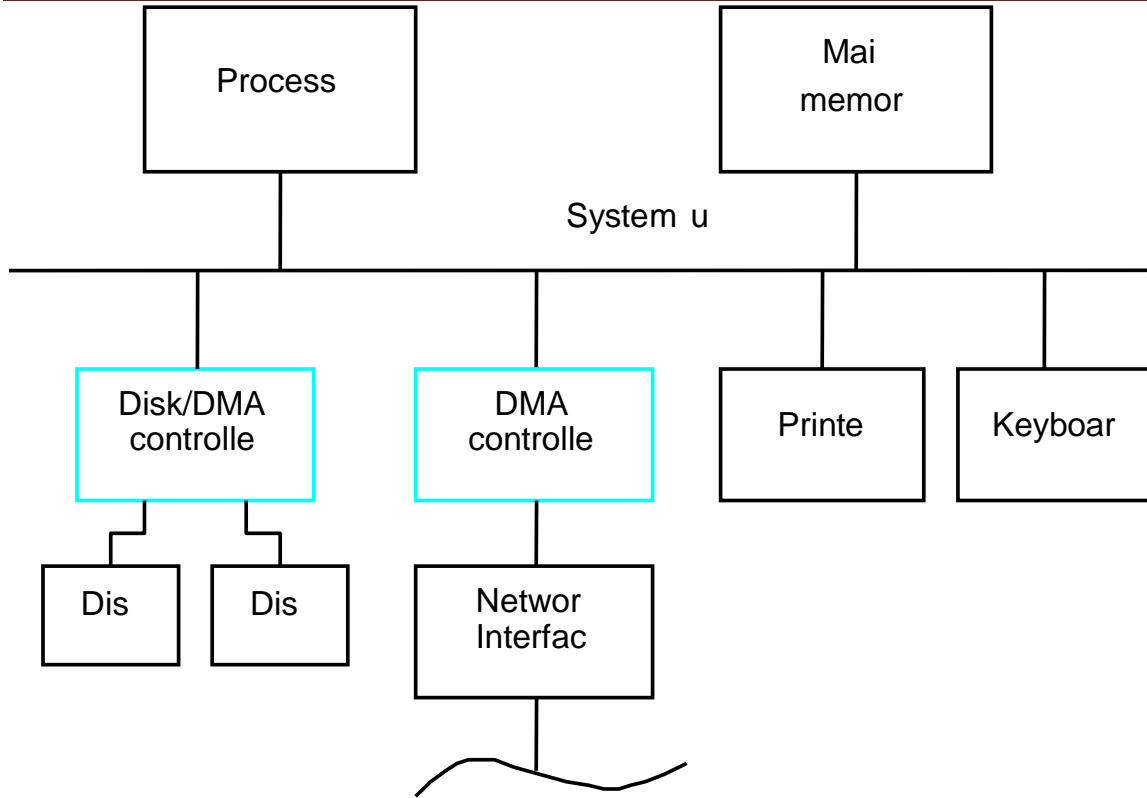 Process
Mai
memor
System u
Disk/DMA
controlle
DMA
controlle
Printe
Keyboar
Dis
Dis
Networ
Interfac